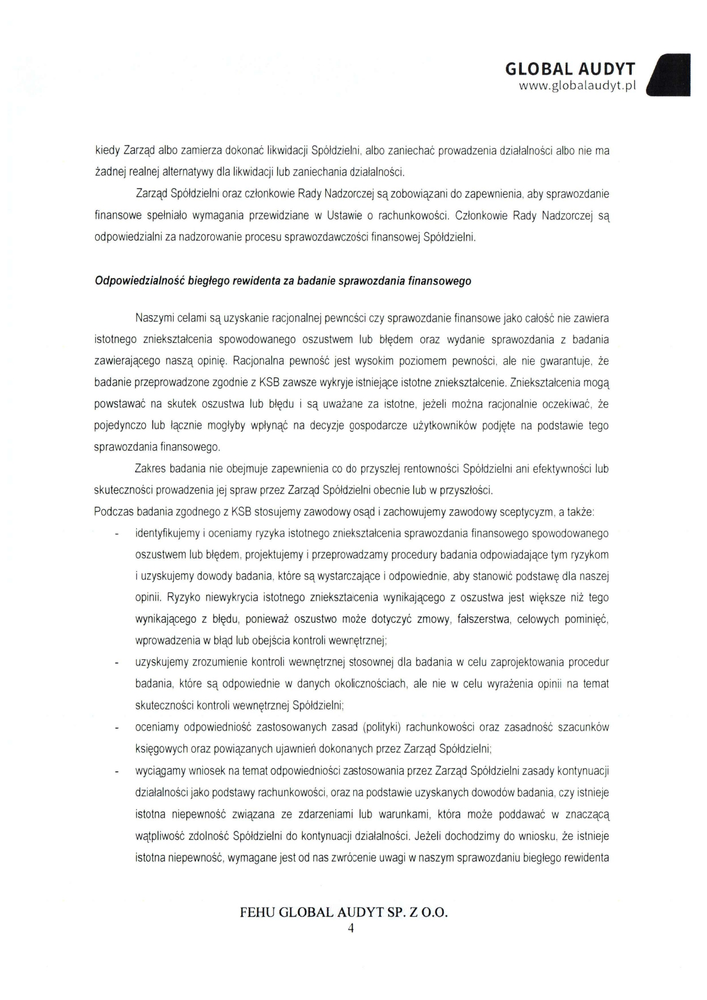 GLOBAL AUDYT
www.globalaudyt.pl
kiedy Zarząd albo zamierza dokonać likwidacji Spółdzielni, albo zaniechać prowadzenia działalności albo nie ma
żadnej realnej alternatywy dla likwidacji lub zaniechania działalności.
Zarząd Spółdzielni oraz członkowie Rady Nadzorczej są zobowiązani do zapewnienia, aby sprawozdanie
finansowe spełniało wymagania przewidziane w Ustawie o rachunkowości. Członkowie Rady Nadzorczej są
odpowiedzialni za nadzorowanie procesu sprawozdawczości finansowej Spółdzielni.
Odpowiedzialność biegłego rewidenta za badanie sprawozdania finansowego
Naszymi celami są uzyskanie racjonalnej pewności czy sprawozdanie finansowe jako całość nie zawiera
istotnego zniekształcenia spowodowanego oszustwem lub błędem oraz wydanie sprawozdania z badania
zawierającego naszą opinię. Racjonalna pewność jest wysokim poziomem pewności, ale nie gwarantuje, że
badanie przeprowadzone zgodnie z KSB zawsze wykryje istniejące istotne zniekształcenie. Zniekształcenia mogą
powstawać na skutek oszustwa lub błędu i są uważane za istotne, jeżeli można racjonalnie oczekiwać, że
pojedynczo lub łącznie mogłyby wpłynąć na decyzje gospodarcze użytkowników podjęte na podstawie tego
sprawozdania finansowego.
Zakres badania nie obejmuje zapewnienia co do przyszłej rentowności Spółdzielni ani efektywności lub
skuteczności prowadzenia jej spraw przez Zarząd Spółdzielni obecnie lub w przyszłości.
Podczas badania zgodnego z KSB stosujemy zawodowy osąd i zachowujemy zawodowy sceptycyzm, a także:
- identyfikujemy i oceniamy ryzyka istotnego zniekształcenia sprawozdania finansowego spowodowanego
oszustwem lub błędem, projektujemy i przeprowadzamy procedury badania odpowiadające tym ryzykom
i uzyskujemy dowody badania, które są wystarczające i odpowiednie, aby stanowić podstawę dla naszej
opinii. Ryzyko niewykrycia istotnego zniekształcenia wynikającego z oszustwa jest większe niż tego
wynikającego z błędu, ponieważ oszustwo może dotyczyć zmowy, fałszerstwa, celowych pominięć,
wprowadzenia w błąd lub obejścia kontroli wewnętrznej;
- uzyskujemy zrozumienie kontroli wewnętrznej stosownej dla badania w celu zaprojektowania procedur
badania, które są odpowiednie w danych okolicznościach, ale nie w celu wyrażenia opinii na temat
skuteczności kontroli wewnętrznej Spółdzielni;
- oceniamy odpowiedniość zastosowanych zasad (polityki) rachunkowości oraz zasadność szacunków
księgowych oraz powiązanych ujawnień dokonanych przez Zarząd Spółdzielni;
- wyciągamy wniosek na temat odpowiedniości zastosowania przez Zarząd Spółdzielni zasady kontynuacji
działalności jako podstawy rachunkowości, oraz na podstawie uzyskanych dowodów badania, czy istnieje
istotna niepewność związana ze zdarzeniami lub warunkami, która może poddawać w znaczącą
wątpliwość zdolność Spółdzielni do kontynuacji działalności. Jeżeli dochodzimy do wniosku, że istnieje
istotna niepewność, wymagane jest od nas zwrócenie uwagi w naszym sprawozdaniu biegłego rewidenta
FEHU GLOBAL AUDYT SP. Z O.O.
4